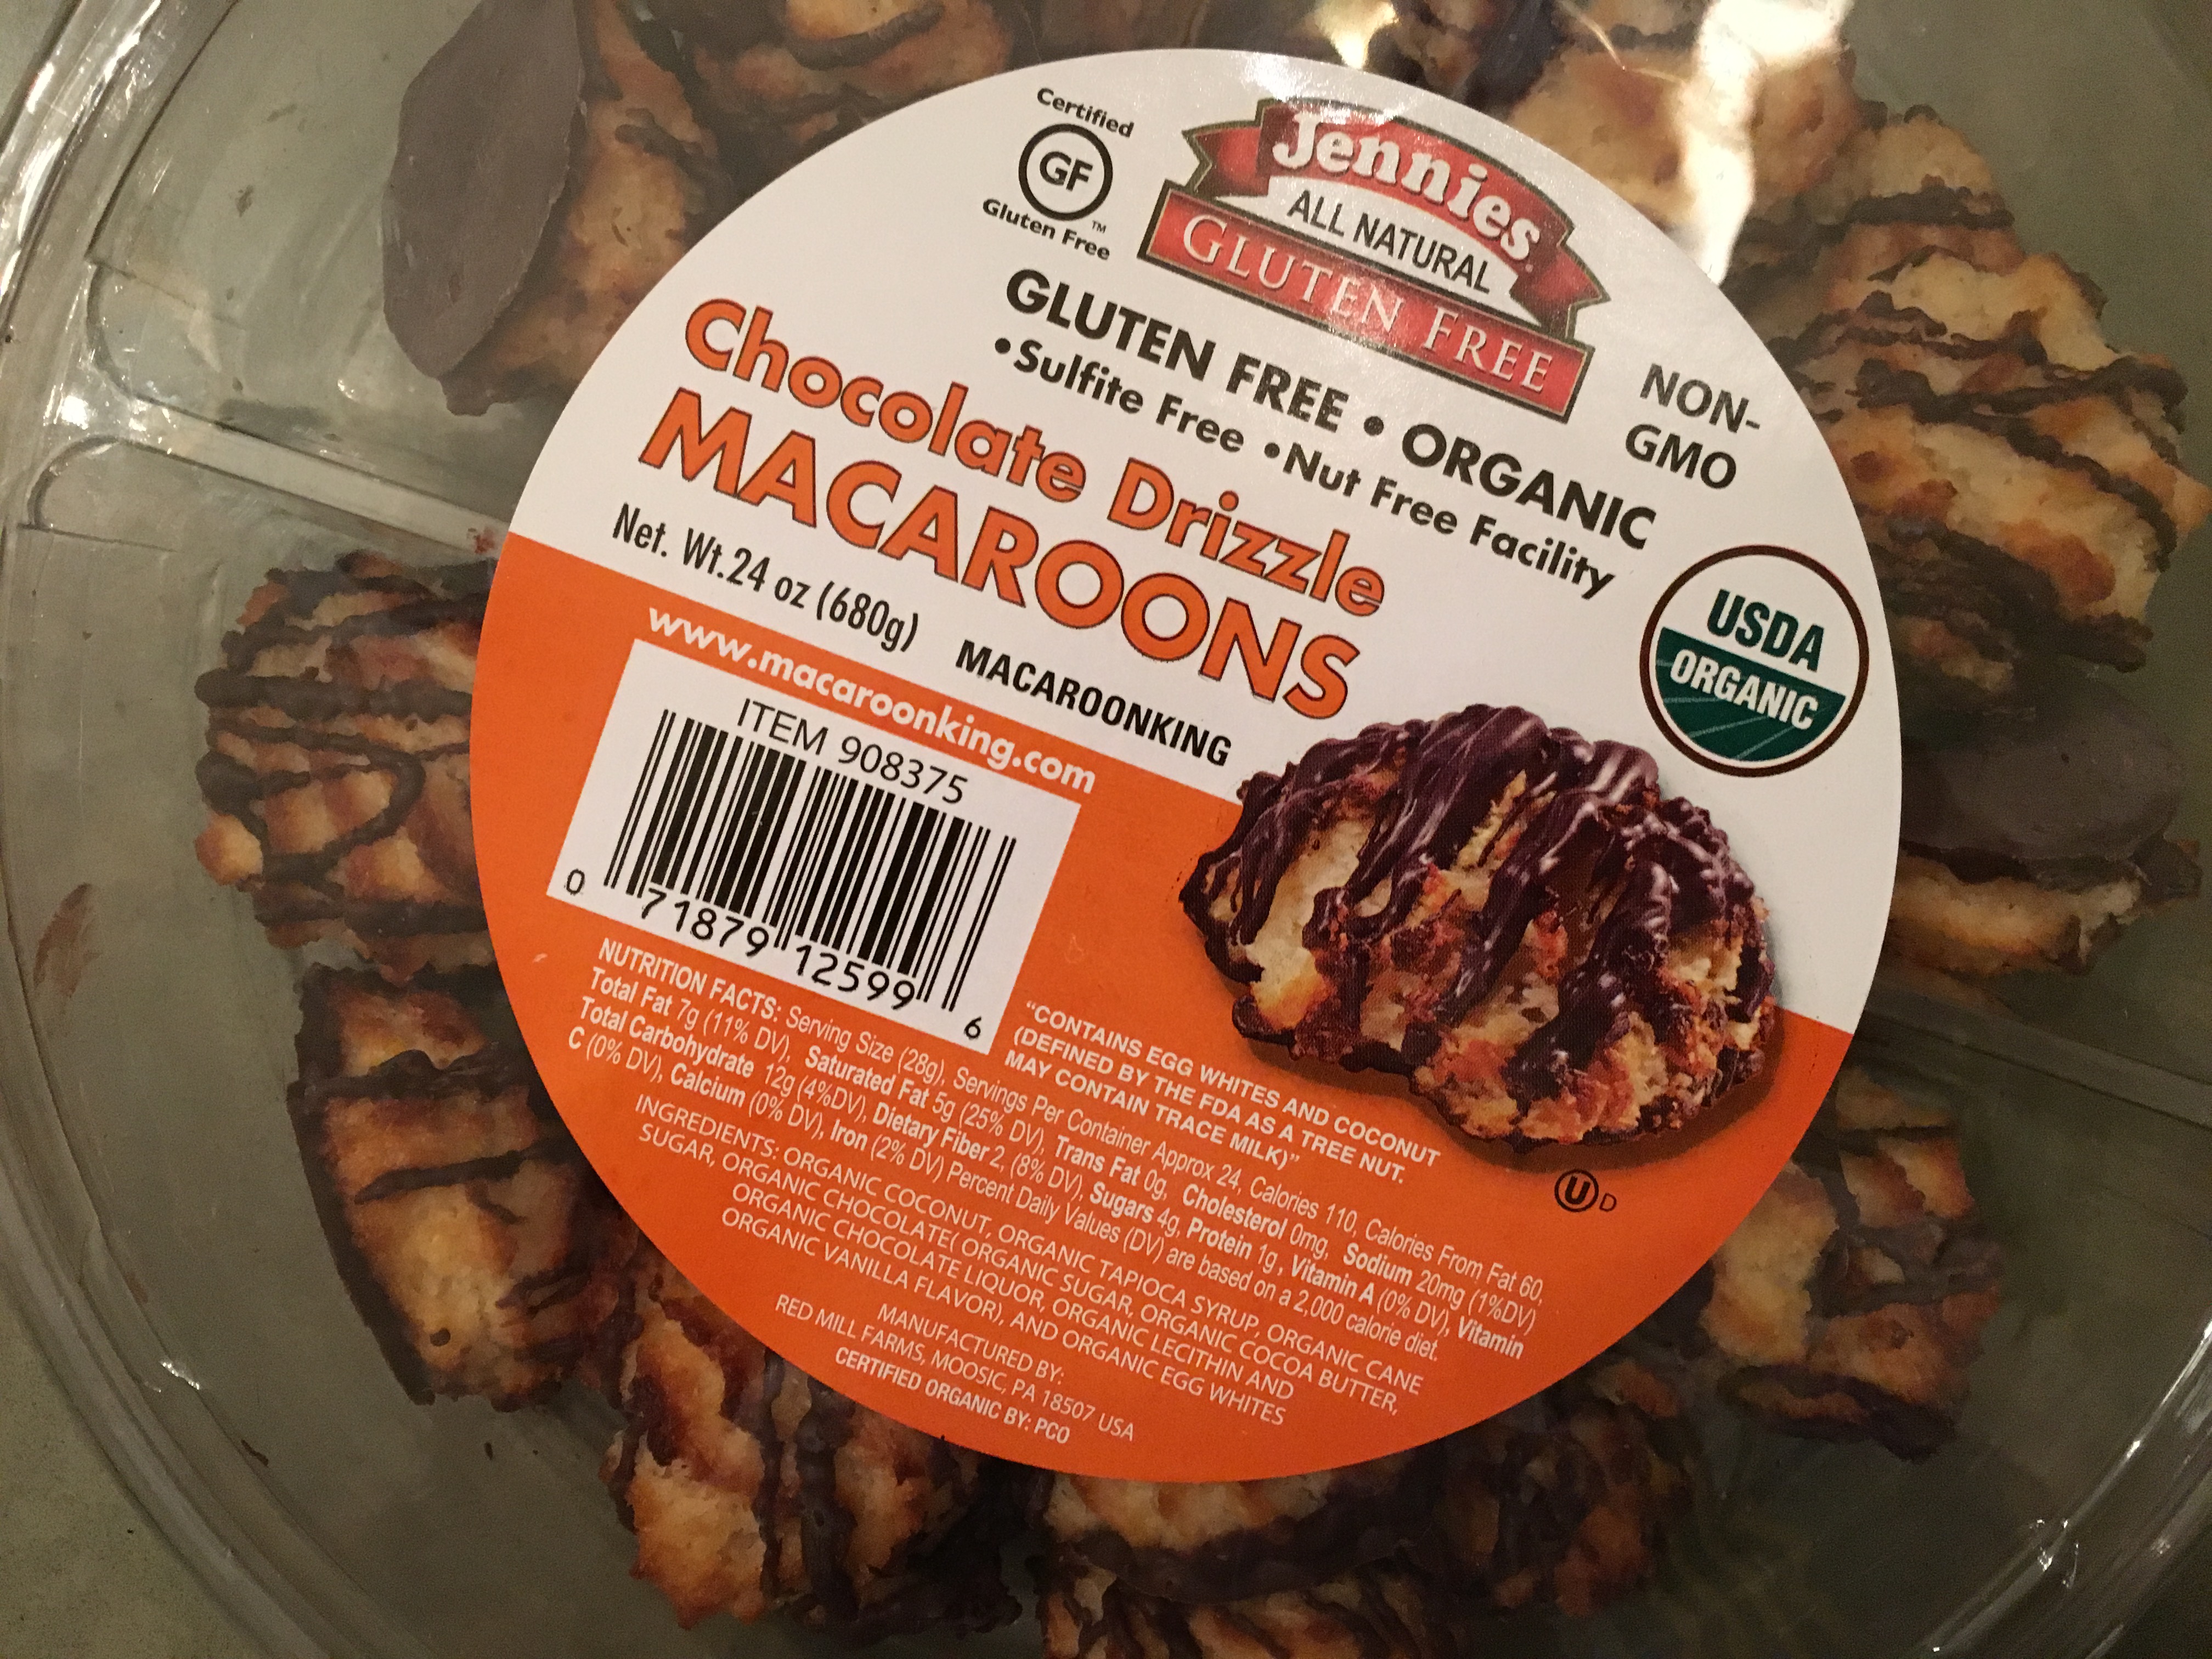 Certified
GF
TM
Gluten Free
Jennies
ALL NATURAL
GLUTEN FREE
GLUTEN FREE • ORGANIC
•Sulfite Free •Nut Free Facility
NON-
GMO
Chocolate Drizzle
MACAROONS
Net. Wt.24 oz (680g) MACAROONKING
USDA
ORGANIC
www.macaroonking.com
ITEM 908375
0 71879 12599 6
"CONTAINS EGG WHITES AND COCONUT
(DEFINED BY THE FDA AS A TREE NUT.
MAY CONTAIN TRACE MILK)"
U D
NUTRITION FACTS: Serving Size (28g), Servings Per Container Approx 24, Calories 110, Calories From Fat 60,
Total Fat 7g (11% DV), Saturated Fat 5g (25% DV), Trans Fat 0g, Cholesterol 0mg, Sodium 20mg (1%DV)
Total Carbohydrate 12g (4%DV), Dietary Fiber 2, (8% DV), Sugars 4g, Protein 1g, Vitamin A (0% DV), Vitamin
C (0% DV), Calcium (0% DV), Iron (2% DV) Percent Daily Values (DV) are based on a 2,000 calorie diet.
INGREDIENTS: ORGANIC COCONUT, ORGANIC TAPIOCA SYRUP, ORGANIC CANE
SUGAR, ORGANIC CHOCOLATE( ORGANIC SUGAR, ORGANIC COCOA BUTTER,
ORGANIC CHOCOLATE LIQUOR, ORGANIC LECITHIN AND
ORGANIC VANILLA FLAVOR), AND ORGANIC EGG WHITES
MANUFACTURED BY:
RED MILL FARMS, MOOSIC, PA 18507 USA
CERTIFIED ORGANIC BY: PCO